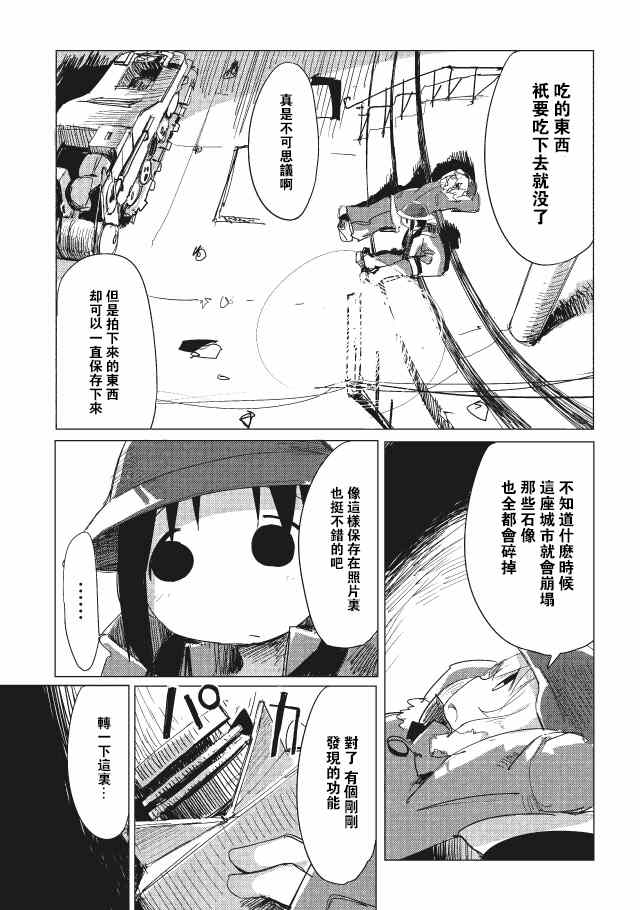 吃的東西
衹要吃下去就没了
真是不可思議啊
但是拍下來的東西
却可以一直保存下來
不知道什麽時候
這座城市就會崩塌
那些石像
也全都會碎掉
像這樣保存在照片裏
也挺不錯的吧
……
對了 有個剛剛
發現的功能
パカ
轉一下這裏…